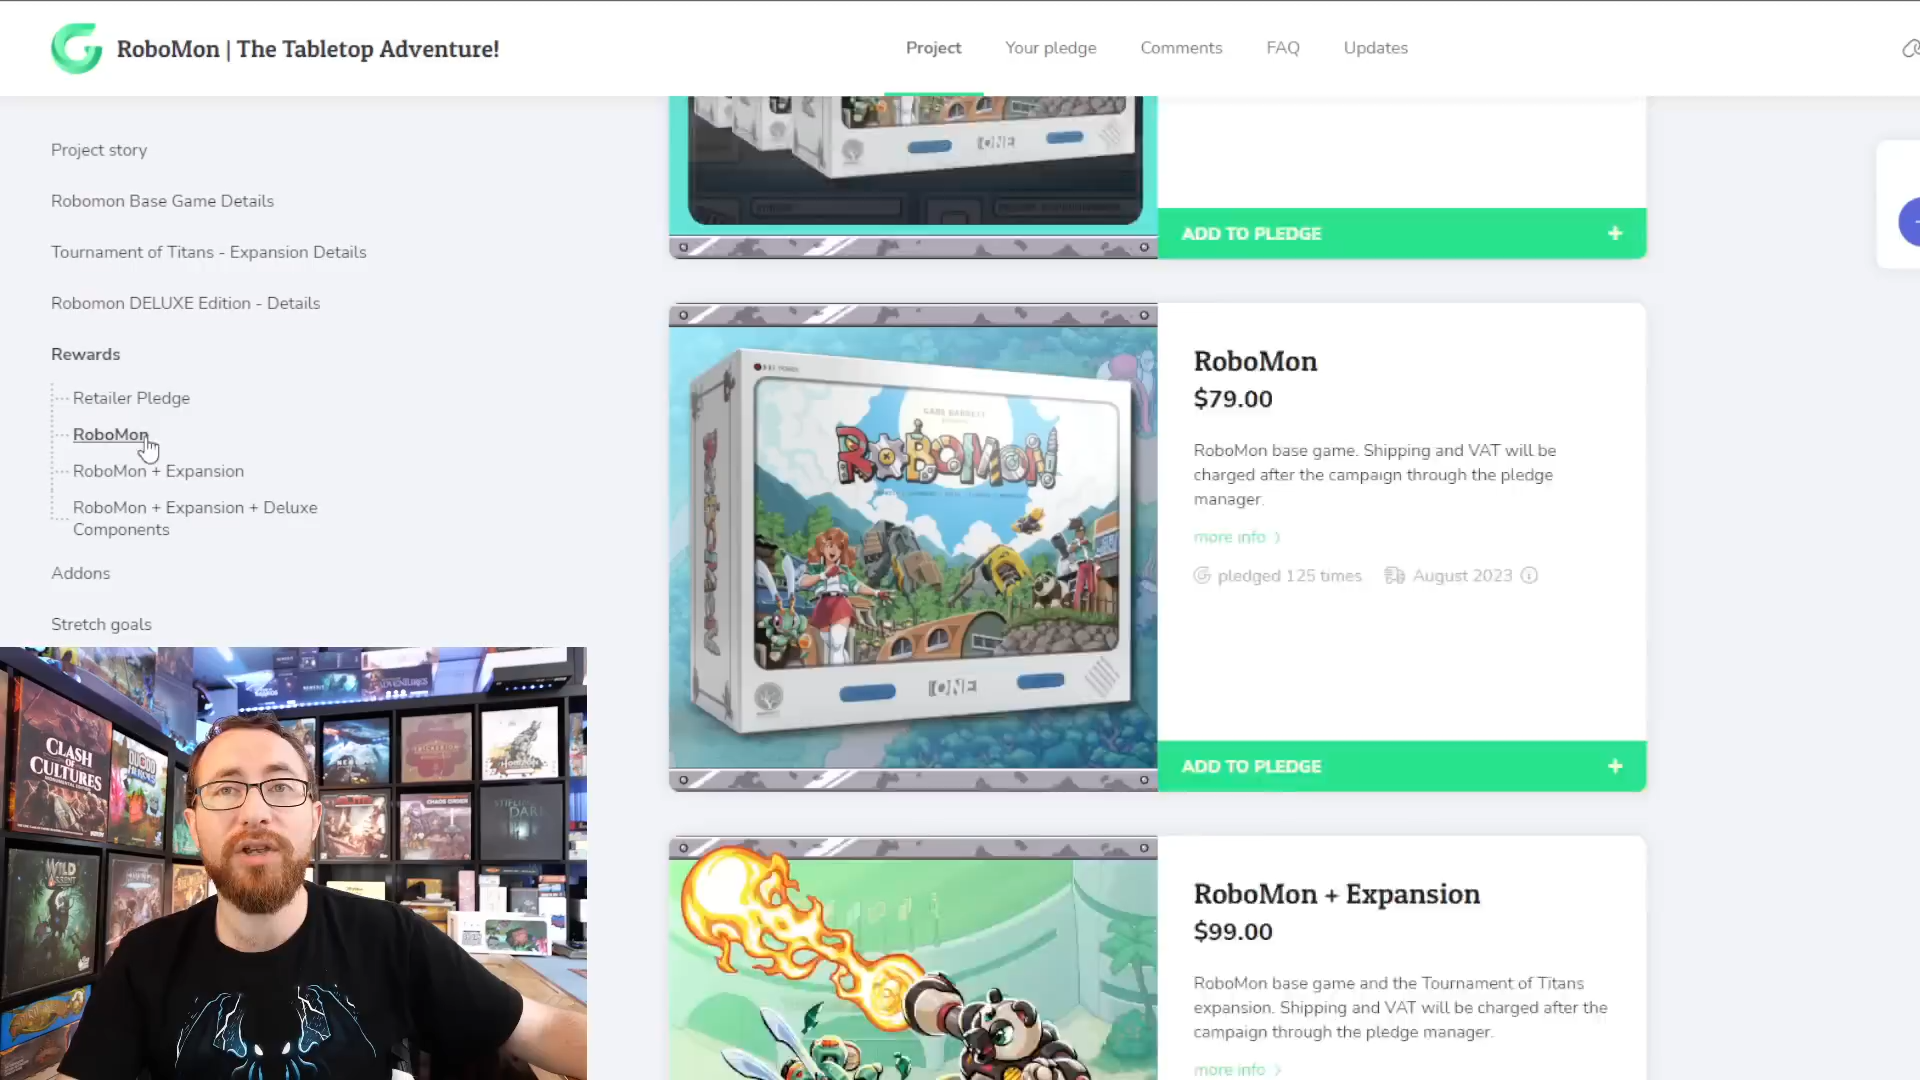 RoboMon | The Tabletop Adventure!
Project
Your pledge
Comments
FAQ
Updates
Project story
Robomon Base Game Details
Tournament of Titans - Expansion Details
Robomon DELUXE Edition - Details
Rewards
Retailer Pledge
RoboMon
RoboMon + Expansion
RoboMon + Expansion + Deluxe
Components
Addons
Stretch goals
[ONE
ADD TO PLEDGE +
GABE BARRETT
ROBOMON!
[ONE
RoboMon
$79.00
RoboMon base game. Shipping and VAT will be
charged after the campaign through the pledge
manager.
more info >
pledged 125 times
August 2023
ADD TO PLEDGE +
RoboMon + Expansion
$99.00
RoboMon base game and the Tournament of Titans
expansion. Shipping and VAT will be charged after the
campaign through the pledge manager.
more info >
CLASH
OF
CULTURES
WILD